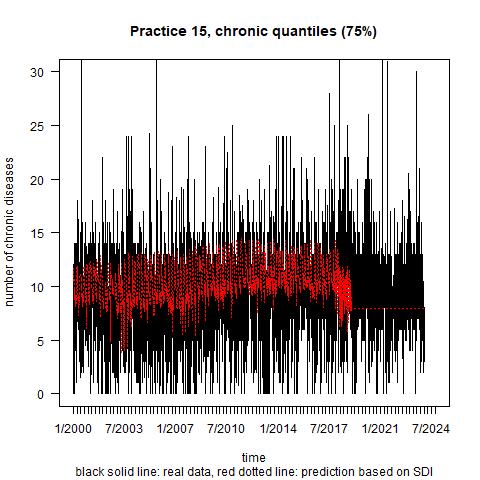 Practice 15, chronic quantiles (75%)
number of chronic diseases
30
25
20
15
10
5
0
1/2000 7/2003 1/2007 7/2010 1/2014 7/2017 1/2021 7/2024
time
black solid line: real data, red dotted line: prediction based on SDI